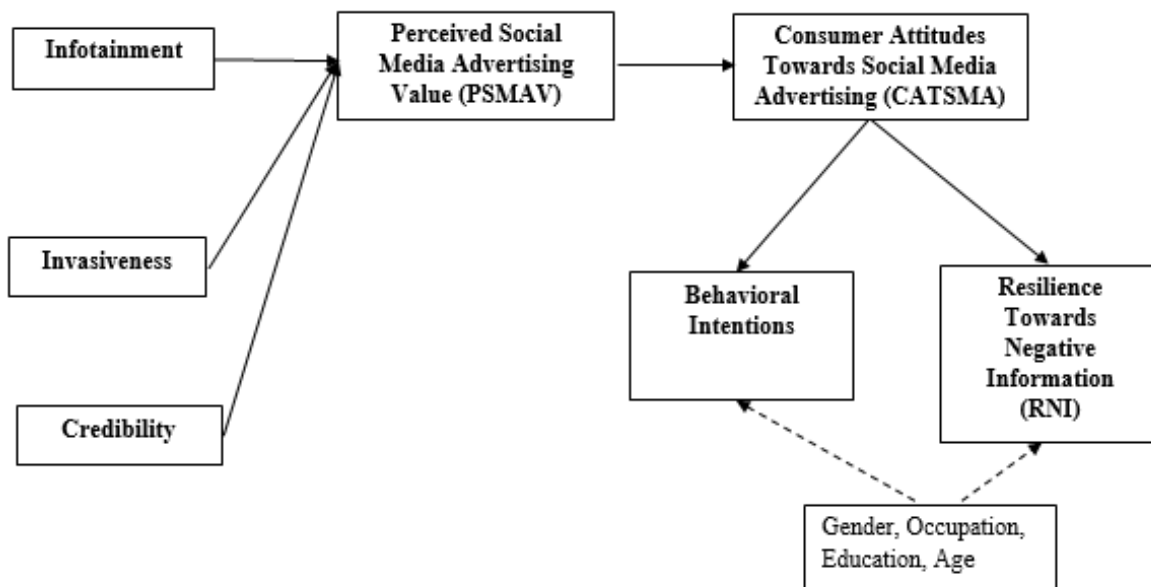 Infotainment
Perceived Social
Media Advertising
Value (PSMAV)
Consumer Attitudes
Towards Social Media
Advertising (CATSMA)
Invasiveness
Behavioral
Intentions
Resilience
Towards
Negative
Information
(RNI)
Credibility
Gender, Occupation,
Education, Age